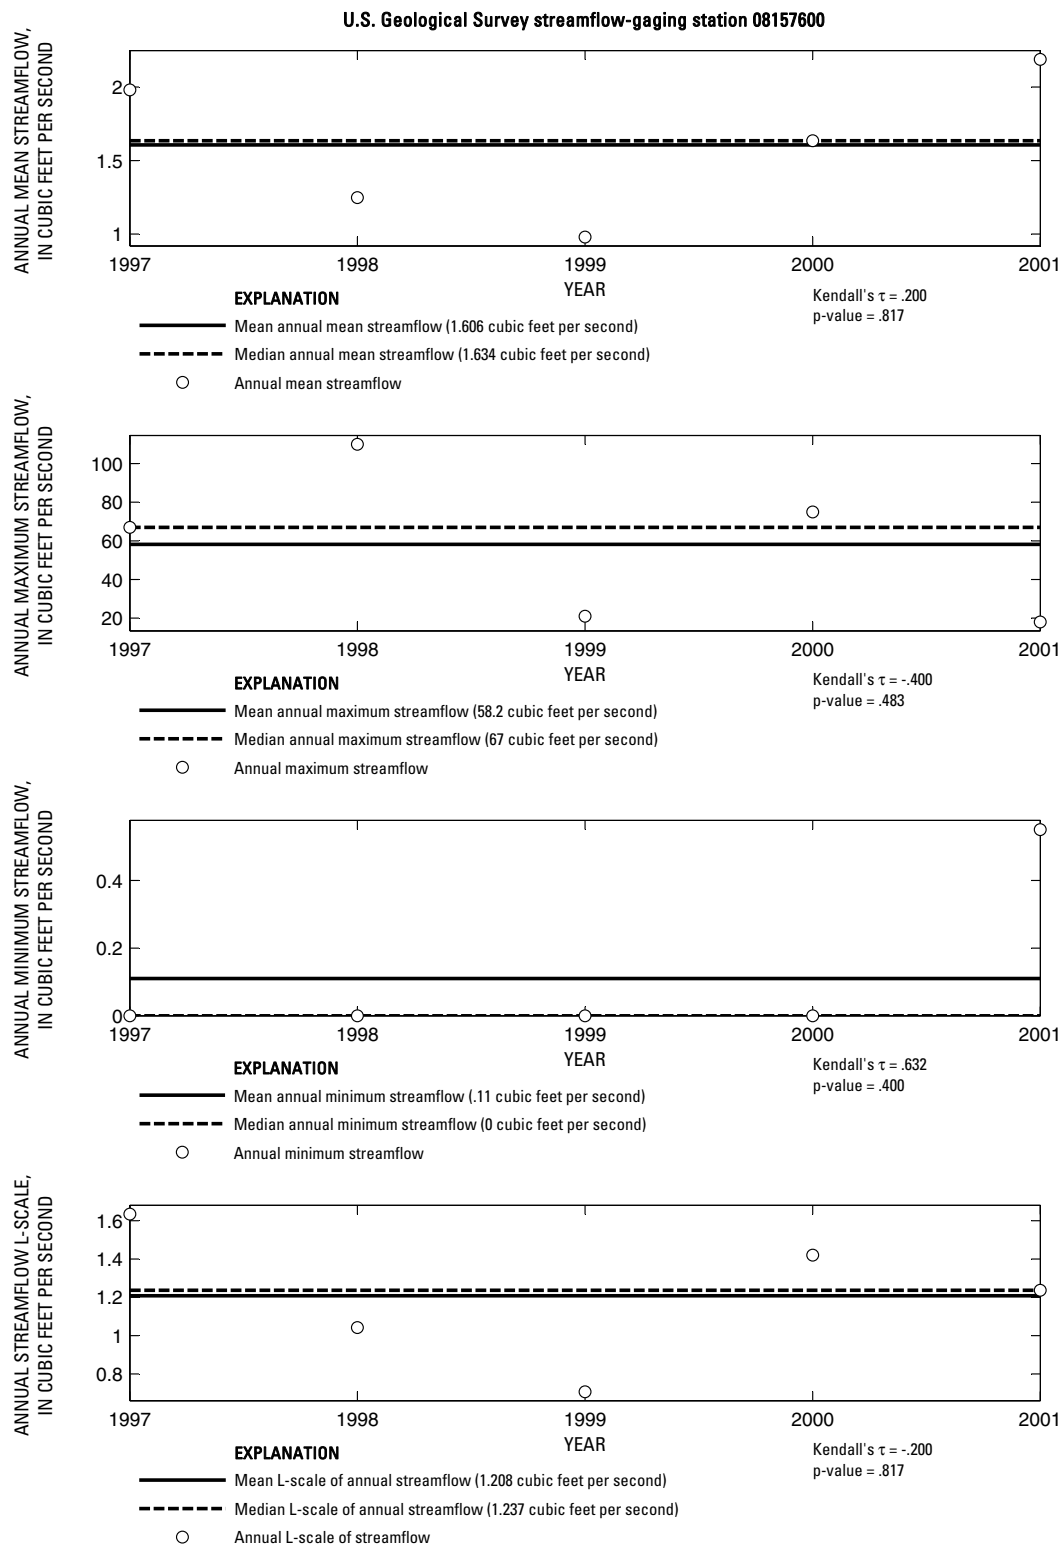 U.S. Geological Survey streamflow-gaging station 08157600
ANNUAL MEAN STREAMFLOW,
IN CUBIC FEET PER SECOND
2
1.5
1
1997 1998 1999 2000 2001
YEAR
Kendall's τ = .200
p-value = .817
EXPLANATION
Mean annual mean streamflow (1.606 cubic feet per second)
Median annual mean streamflow (1.634 cubic feet per second)
Annual mean streamflow
ANNUAL MAXIMUM STREAMFLOW,
IN CUBIC FEET PER SECOND
100
80
60
40
20
1997 1998 1999 2000 2001
YEAR
Kendall's τ = -.400
p-value = .483
EXPLANATION
Mean annual maximum streamflow (58.2 cubic feet per second)
Median annual maximum streamflow (67 cubic feet per second)
Annual maximum streamflow
ANNUAL MINIMUM STREAMFLOW,
IN CUBIC FEET PER SECOND
0.4
0.2
0
1997 1998 1999 2000 2001
YEAR
Kendall's τ = .632
p-value = .400
EXPLANATION
Mean annual minimum streamflow (.11 cubic feet per second)
Median annual minimum streamflow (0 cubic feet per second)
Annual minimum streamflow
ANNUAL STREAMFLOW L-SCALE,
IN CUBIC FEET PER SECOND
1.6
1.4
1.2
1
0.8
1997 1998 1999 2000 2001
YEAR
Kendall's τ = -.200
p-value = .817
EXPLANATION
Mean L-scale of annual streamflow (1.208 cubic feet per second)
Median L-scale of annual streamflow (1.237 cubic feet per second)
Annual L-scale of streamflow